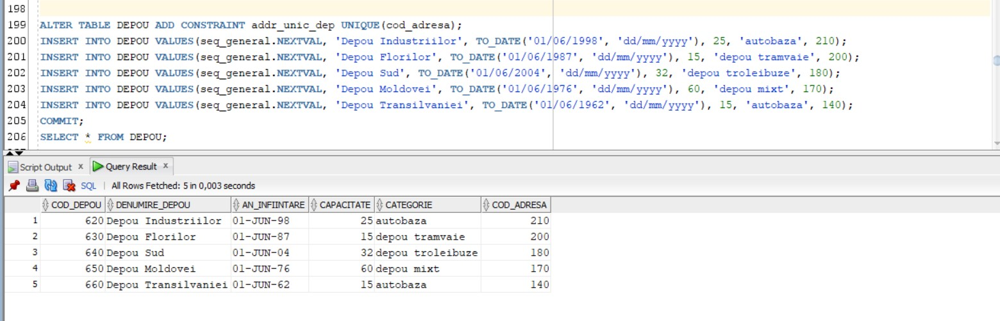 198
199 ALTER TABLE DEPOU ADD CONSTRAINT addr_unic_dep UNIQUE(cod_adresa);
200 INSERT INTO DEPOU VALUES(seq_general.NEXTVAL, 'Depou Industriilor', TO_DATE('01/06/1998', 'dd/mm/yyyy'), 25, 'autobaza', 210);
201 INSERT INTO DEPOU VALUES(seq_general.NEXTVAL, 'Depou Florilor', TO_DATE('01/06/1987', 'dd/mm/yyyy'), 15, 'depou tramvaie', 200);
202 INSERT INTO DEPOU VALUES(seq_general.NEXTVAL, 'Depou Sud', TO_DATE('01/06/2004', 'dd/mm/yyyy'), 32, 'depou troleibuze', 180);
203 INSERT INTO DEPOU VALUES(seq_general.NEXTVAL, 'Depou Moldovei', TO_DATE('01/06/1976', 'dd/mm/yyyy'), 60, 'depou mixt', 170);
204 INSERT INTO DEPOU VALUES(seq_general.NEXTVAL, 'Depou Transilvaniei', TO_DATE('01/06/1962', 'dd/mm/yyyy'), 15, 'autobaza', 140);
205 COMMIT;
206 SELECT * FROM DEPOU;
Script Output x Query Result x
SQL | All Rows Fetched: 5 in 0,003 seconds
COD_DEPOU DENUMIRE_DEPOU AN_INFIINTARE CAPACITATE CATEGORIE COD_ADRESA
1 620 Depou Industriilor 01-JUN-98 25 autobaza 210
2 630 Depou Florilor 01-JUN-87 15 depou tramvaie 200
3 640 Depou Sud 01-JUN-04 32 depou troleibuze 180
4 650 Depou Moldovei 01-JUN-76 60 depou mixt 170
5 660 Depou Transilvaniei 01-JUN-62 15 autobaza 140